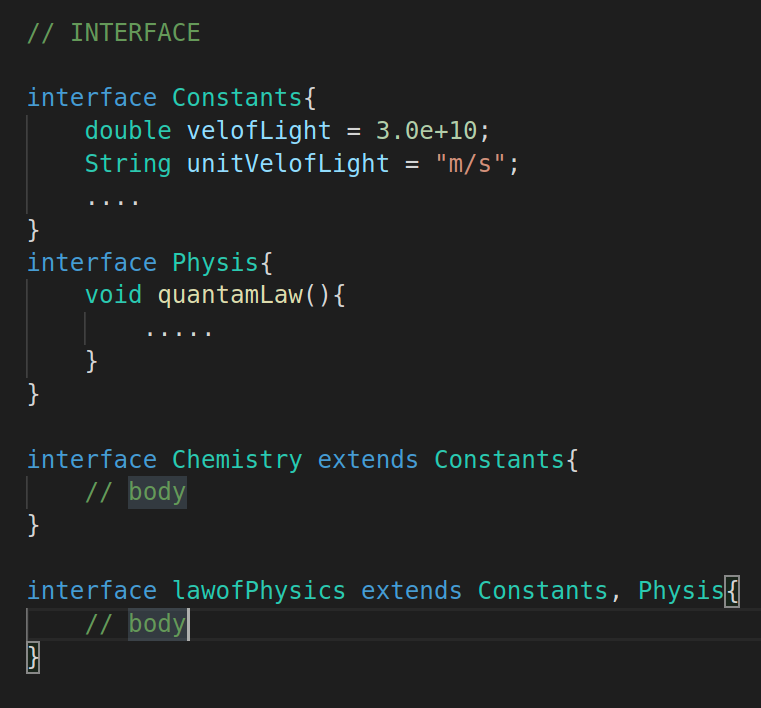 // INTERFACE
interface Constants{
double velofLight = 3.0e+10;
String unitVelofLight = "m/s";
....
}
interface Physis{
void quantamLaw(){
.....
}
}
interface Chemistry extends Constants{
// body
}
interface lawofPhysics extends Constants, Physis{
// body
}